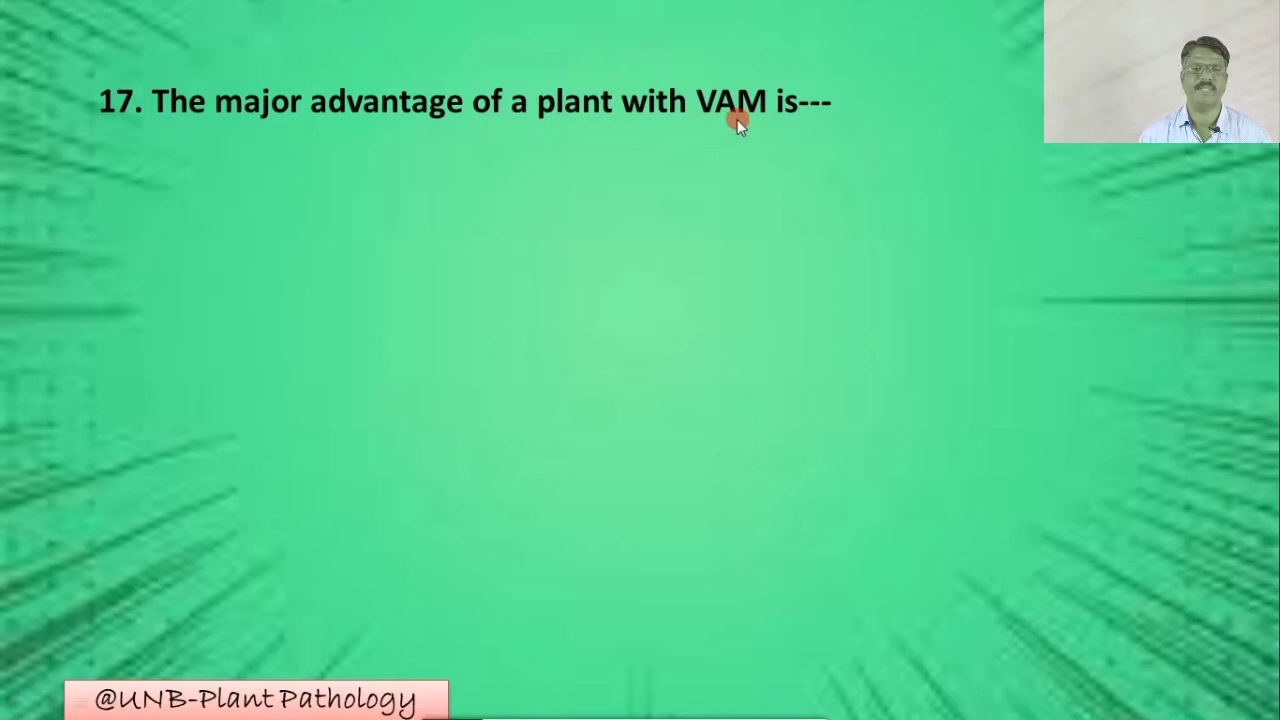 17. The major advantage of a plant with VAM is---
@UNB-Plant Pathology